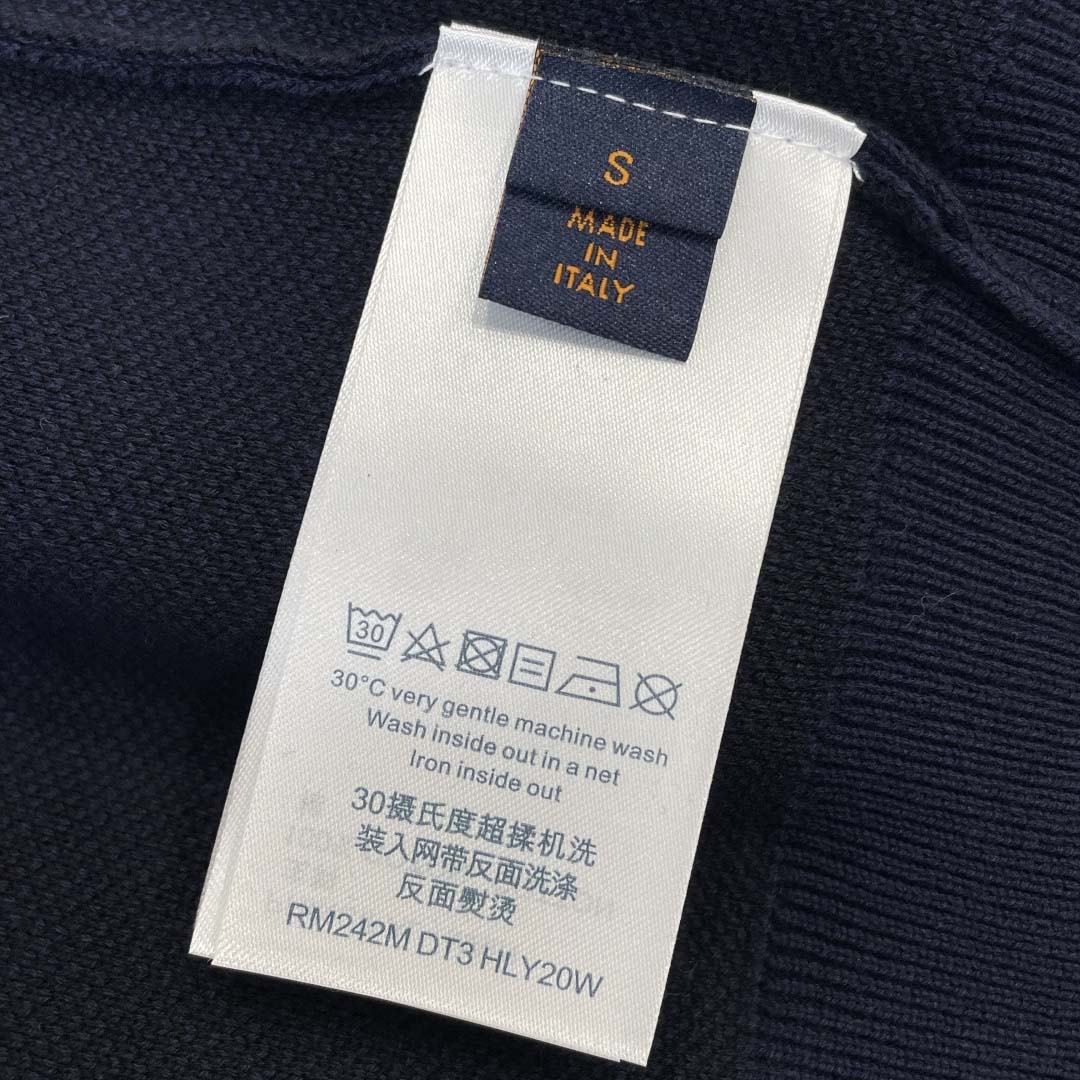 S
MADE
IN
ITALY
30
30°C very gentle machine wash
Wash inside out in a net
Iron inside out
30摄氏度超揉机洗
装入网带反面洗涤
反面熨烫
RM242M DT3 HLY20W